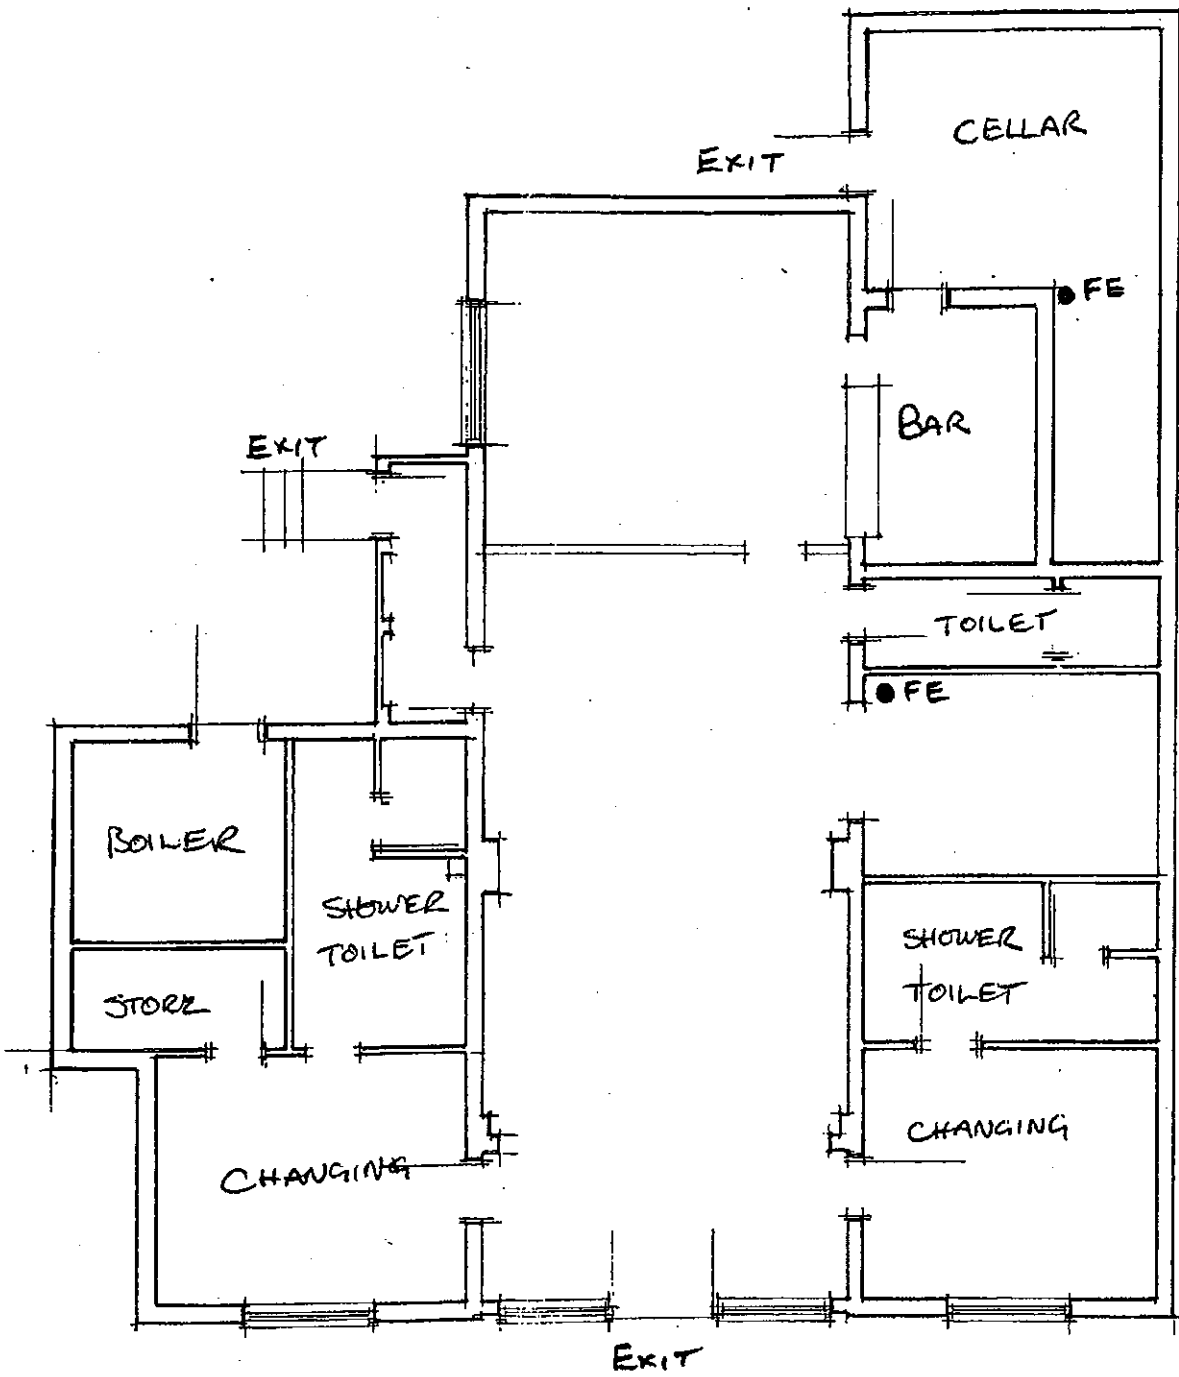 CELLAR
EXIT
FE
BAR
EXIT
TOILET
FE
BOILER
SHOWER
TOILET
SHOWER
TOILET
STORE
CHANGING
CHANGING
EXIT